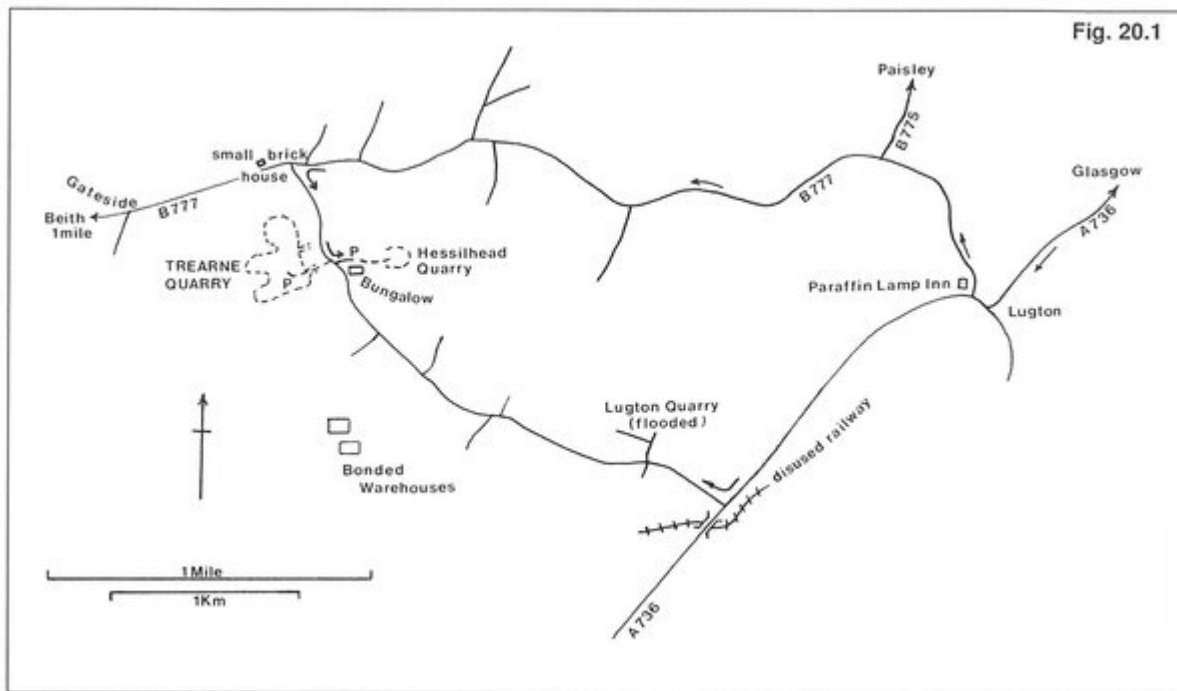 Fig. 20.1
Paisley
B775
Glasgow
A736
small brick
house
Gateside
B777
Beith
1mile
B777
P
Hessilhead
Quarry
TREARNE
QUARRY
P
Bungalow
Paraffin Lamp Inn
Lugton
Lugton Quarry
(flooded)
disused railway
Bonded
Warehouses
1Mile
1Km
A736